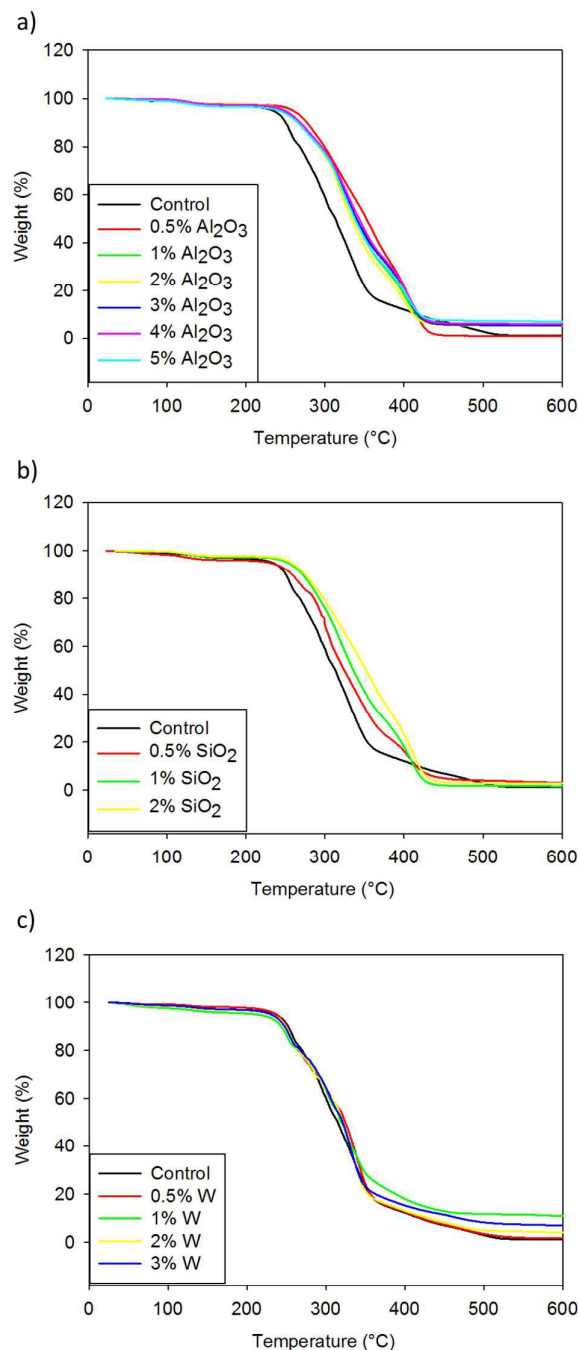 a)
120
100
80
60
40
20
0
Weight (%)
Control
0.5% Al₂O₃
1% Al₂O₃
2% Al₂O₃
3% Al₂O₃
4% Al₂O₃
5% Al₂O₃
0 100 200 300 400 500 600
Temperature (°C)
b)
120
100
80
60
40
20
0
Weight (%)
Control
0.5% SiO₂
1% SiO₂
2% SiO₂
0 100 200 300 400 500 600
Temperature (°C)
c)
120
100
80
60
40
20
0
Weight (%)
Control
0.5% W
1% W
2% W
3% W
0 100 200 300 400 500 600
Temperature (°C)